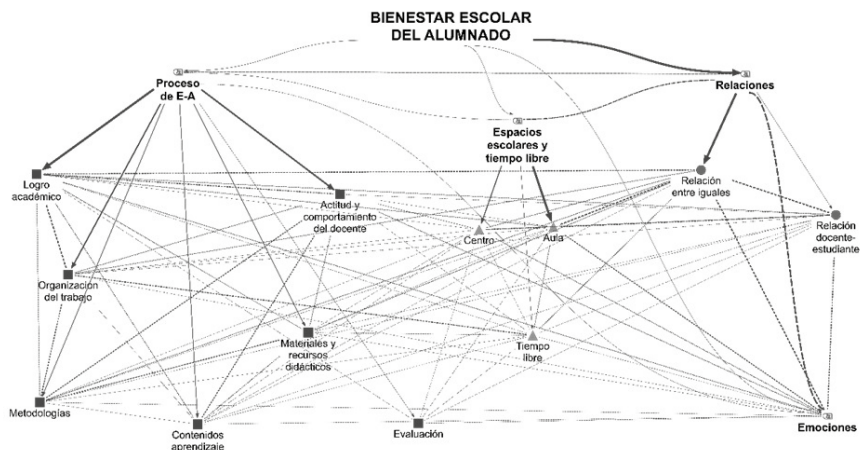 BIENESTAR ESCOLAR
DEL ALUMNADO
Proceso
de E-A
Relaciones
Espacios
escolares y
tiempo libre
Logro
académico
Relación
entre iguales
Actitud y
comportamiento
del docente
Centro
Aula
Relación
docente-
estudiante
Organización
del trabajo
Materiales y
recursos
didácticos
Tiempo
libre
Metodologías
Contenidos
aprendizaje
Evaluación
Emociones